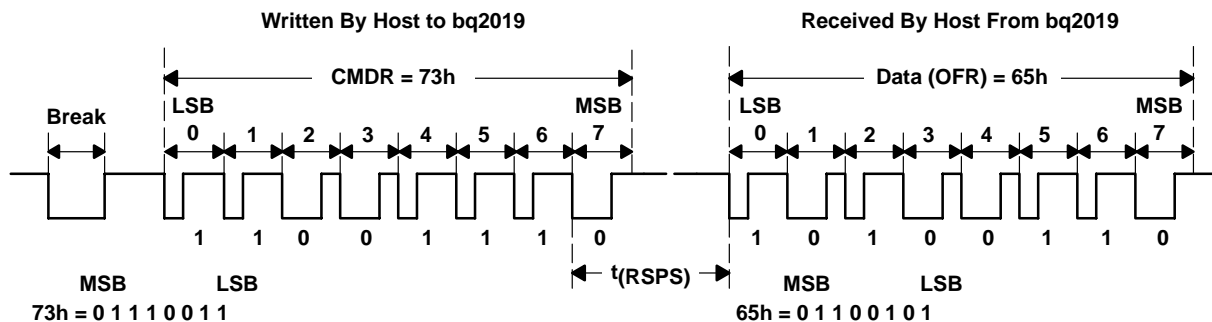 Written By Host to bq2019
Received By Host From bq2019
CMDR = 73h
Data (OFR) = 65h
Break
LSB
MSB
LSB
MSB
0 1 2 3 4 5 6 7
0 1 2 3 4 5 6 7
1 1 0 0 1 1 1 0
1 0 1 0 0 1 1 0
t(RSPS)
MSB LSB
73h = 0 1 1 1 0 0 1 1
MSB LSB
65h = 0 1 1 0 0 1 0 1